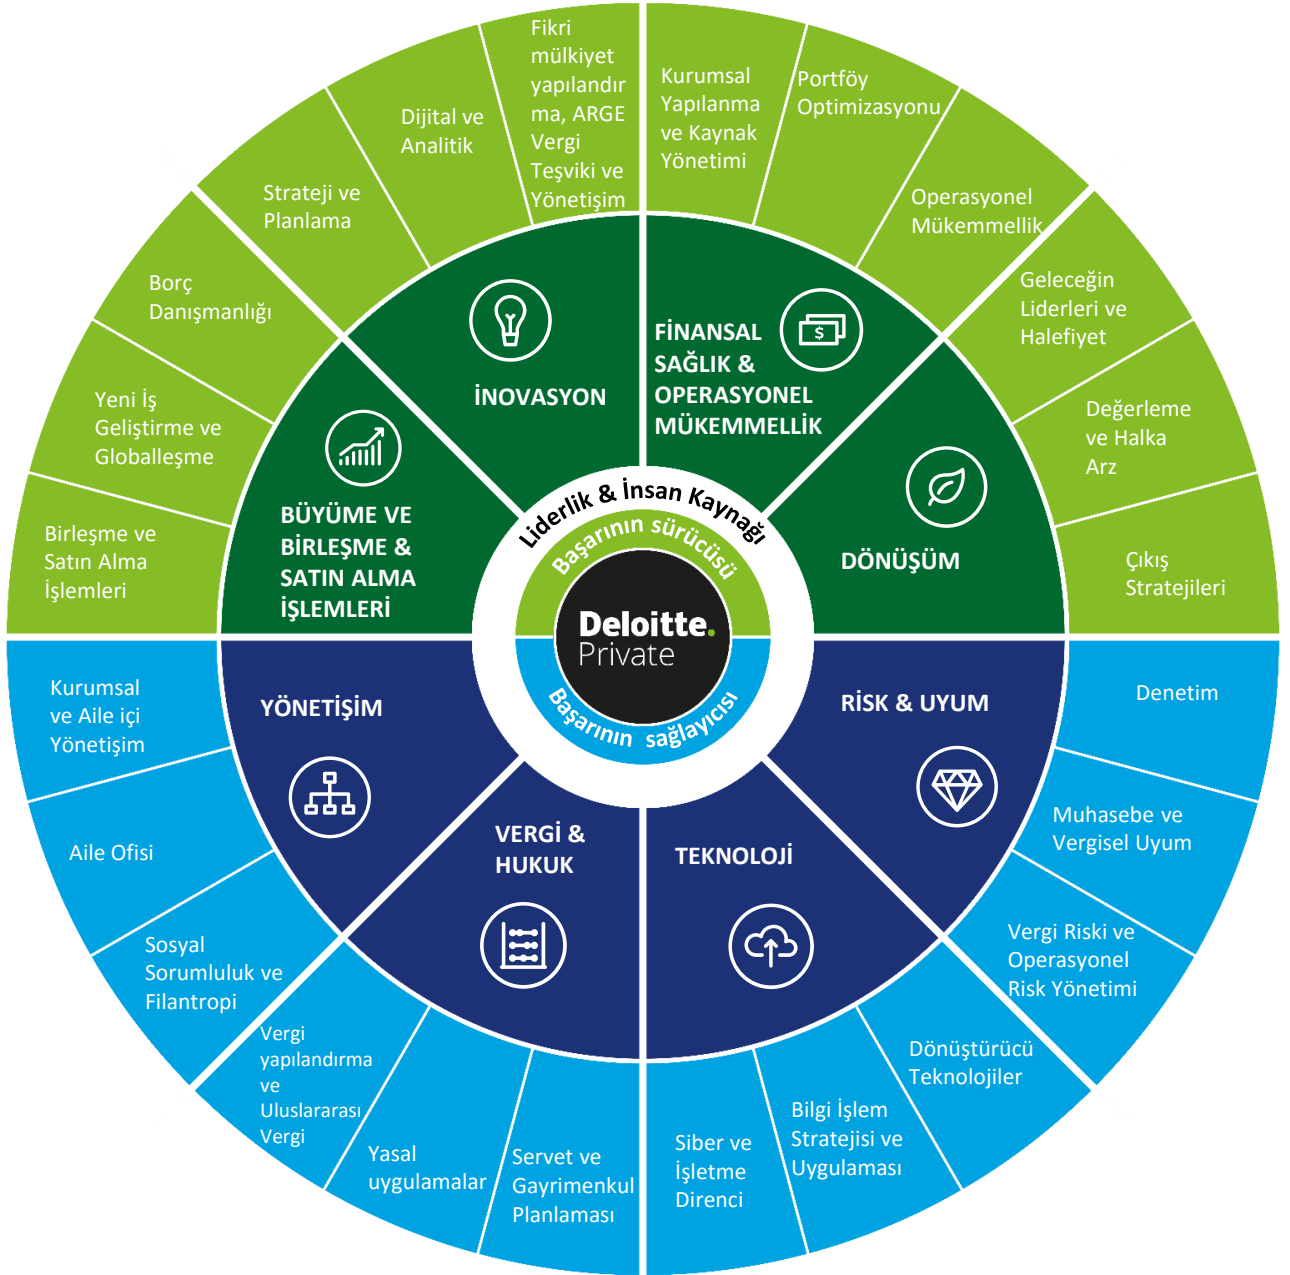 Fikri
mülkiyet
yapılandır
ma, ARGE
Vergi
Teşviki ve
Yönetişim
Kurumsal
Yapılanma
ve Kaynak
Yönetimi
Portföy
Optimizasyonu
Operasyonel
Mükemmellik
Geleceğin
Liderleri ve
Halefiyet
Değerleme
ve Halka
Arz
Çıkış
Stratejileri
Dijital ve
Analitik
Strateji ve
Planlama
Borç
Danışmanlığı
Yeni İş
Geliştirme ve
Globalleşme
Birleşme ve
Satın Alma
İşlemleri
İNOVASYON
FİNANSAL
SAĞLIK &
OPERASYONEL
MÜKEMMELLİK
BÜYÜME VE
BİRLEŞME &
SATIN ALMA
İŞLEMLERİ
DÖNÜŞÜM
$
Liderlik & İnsan Kaynağı
Başarının sürücüsü
Deloitte.
Private
Başarının sağlayıcısı
YÖNETİŞİM
RİSK & UYUM
VERGİ &
HUKUK
TEKNOLOJİ
Kurumsal
ve Aile içi
Yönetişim
Aile Ofisi
Sosyal
Sorumluluk ve
Filantropi
Vergi
yapılandırma
ve
Uluslararası
Vergi
Yasal
uygulamalar
Servet ve
Gayrimenkul
Planlaması
Siber ve
İşletme
Direnci
Bilgi İşlem
Stratejisi ve
Uygulaması
Dönüştürücü
Teknolojiler
Vergi Riski ve
Operasyonel
Risk Yönetimi
Muhasebe ve
Vergisel Uyum
Denetim